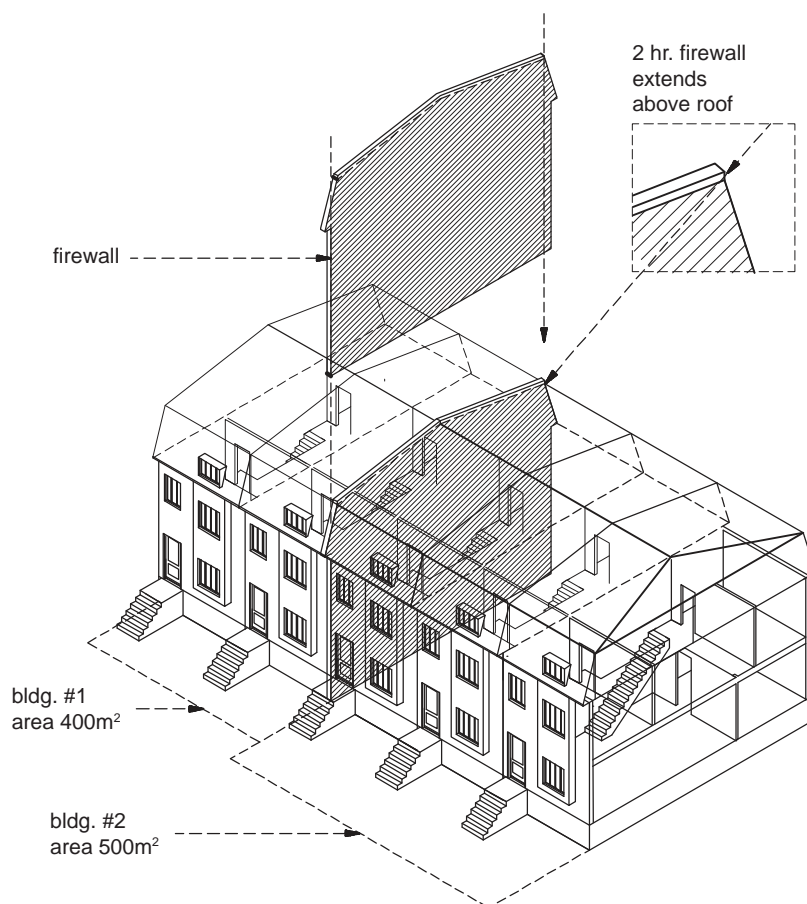 2 hr. firewall
extends
above roof
firewall
bldg. #1
area 400m²
bldg. #2
area 500m²